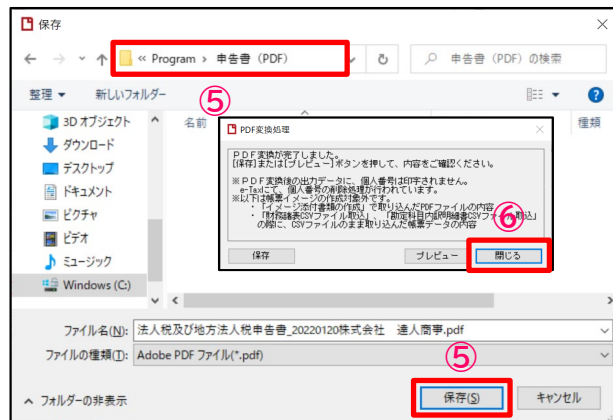 保存
« Program › 申告書（PDF）
申告書（PDF）の検索
整理
新しいフォルダー
⑤
3D オブジェクト
ダウンロード
デスクトップ
ドキュメント
ピクチャ
ビデオ
ミュージック
Windows (C:)
名前
種類
PDF変換処理
ＰＤＦ変換が完了しました。
[保存]または[プレビュー]ボタンを押して、内容をご確認ください。
※ＰＤＦ変換後の出力データに、個人番号は印字されません。
e-Taxにて、個人番号の削除処理が行われています。
※以下は帳票イメージの作成対象外です。
・「イメージ添付書類の作成」で取り込んだPDFファイルの内容
・「財務諸表CSVファイル取込」、「勘定科目内訳明細書CSVファイル取込」
の際に、CSVファイルのまま取り込んだ帳票データの内容
⑥
保存
プレビュー
閉じる
ファイル名(N): 法人税及び地方法人税申告書_20220120株式会社　達人商事.pdf
ファイルの種類(T): Adobe PDF ファイル(*.pdf)
⑤
フォルダーの非表示
保存(S)
キャンセル